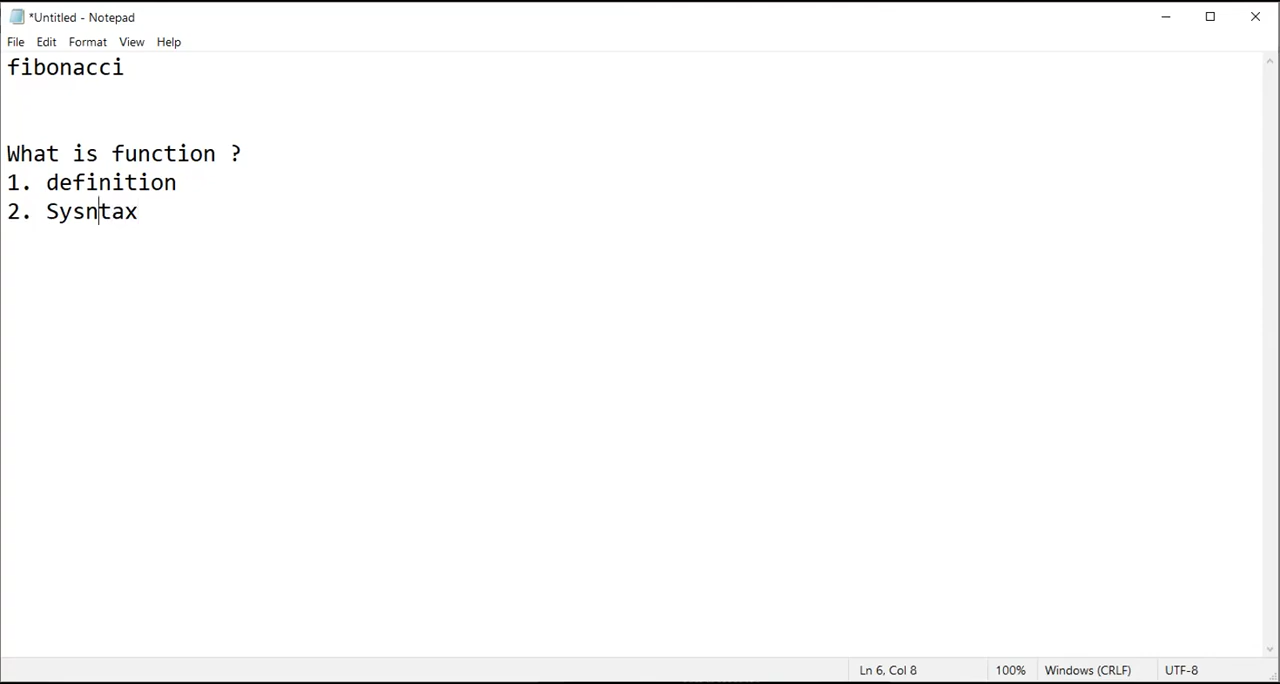 *Untitled - Notepad
File Edit Format View Help
fibonacci
What is function ?
1. definition
2. Sysntax
Ln 6, Col 8 100% Windows (CRLF) UTF-8